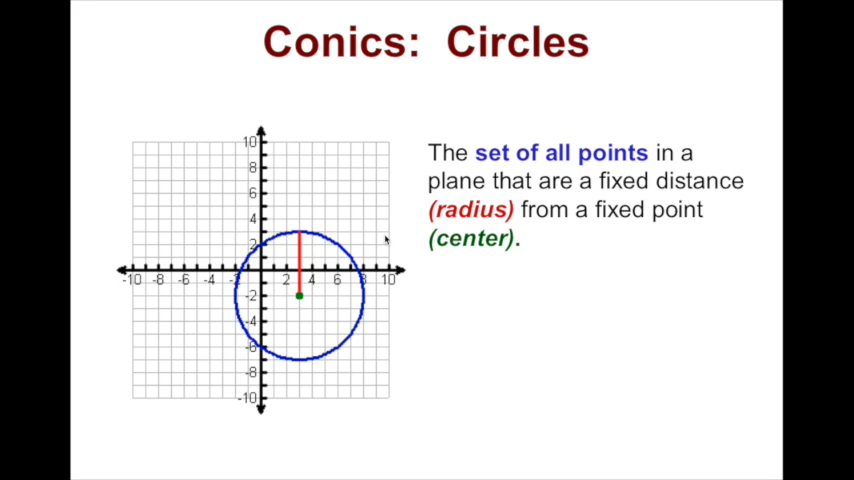 Conics: Circles
The set of all points in a
plane that are a fixed distance
(radius) from a fixed point
(center).
10
8
6
4
2
-10 -8 -6 -4 2 4 6 8 10
-2
-4
-6
-8
-10